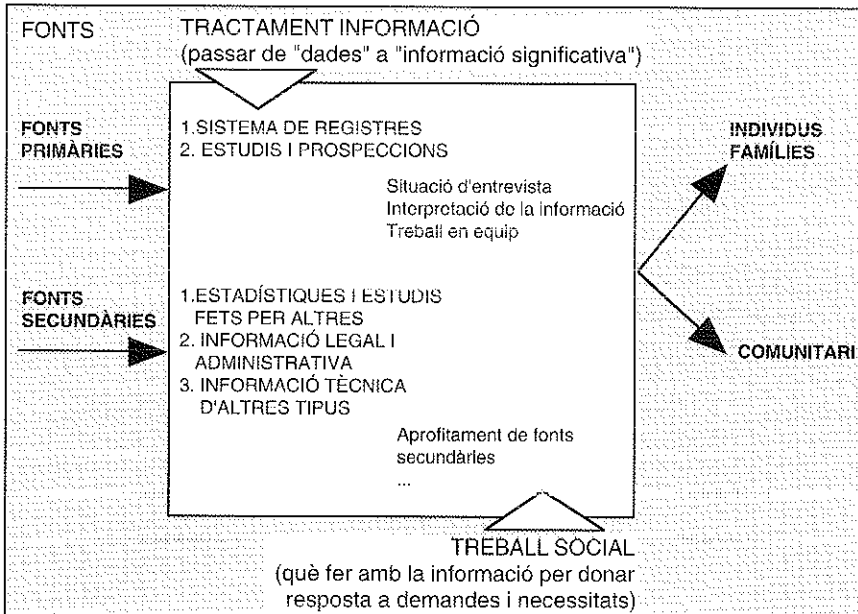 FONTS
TRACTAMENT INFORMACIÓ
(passar de "dades" a "informació significativa")
FONTS
PRIMÀRIES
1.SISTEMA DE REGISTRES
2. ESTUDIS I PROSPECCIONS
Situació d'entrevista
Interpretació de la informació
Treball en equip
INDIVIDUS
FAMÍLIES
FONTS
SECUNDÀRIES
1.ESTADÍSTIQUES I ESTUDIS
FETS PER ALTRES
2. INFORMACIÓ LEGAL I
ADMINISTRATIVA
3. INFORMACIÓ TÈCNICA
D'ALTRES TIPUS
Aprofitament de fonts
secundàries
...
COMUNITARI
TREBALL SOCIAL
(què fer amb la informació per donar
resposta a demandes i necessitats)